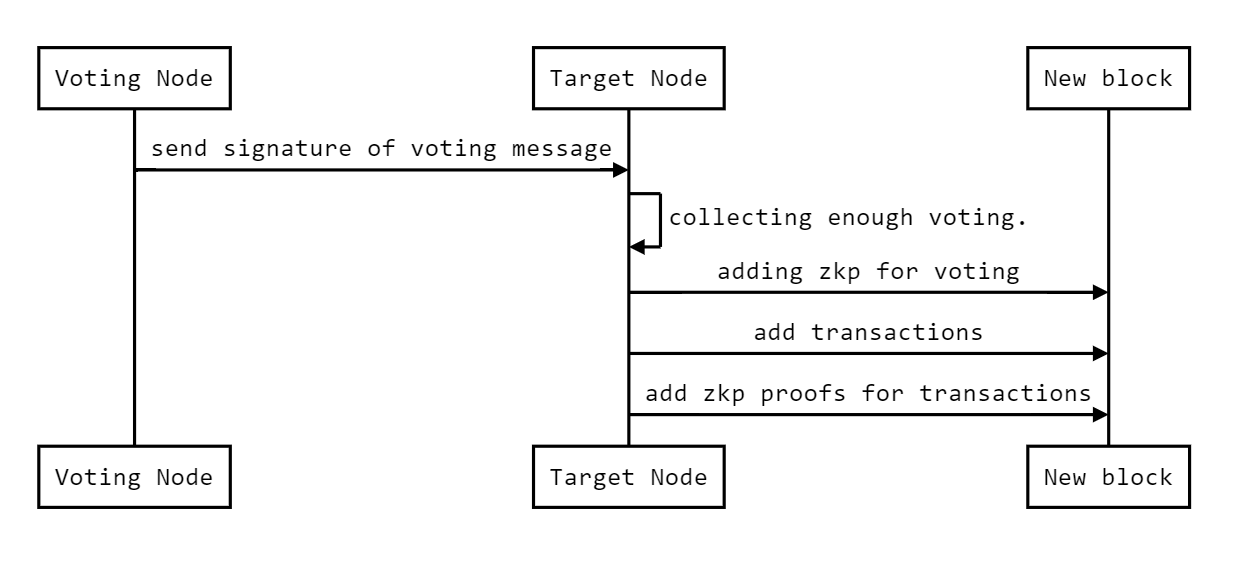 Voting Node
Target Node
New block
send signature of voting message
collecting enough voting.
adding zkp for voting
add transactions
add zkp proofs for transactions
Voting Node
Target Node
New block